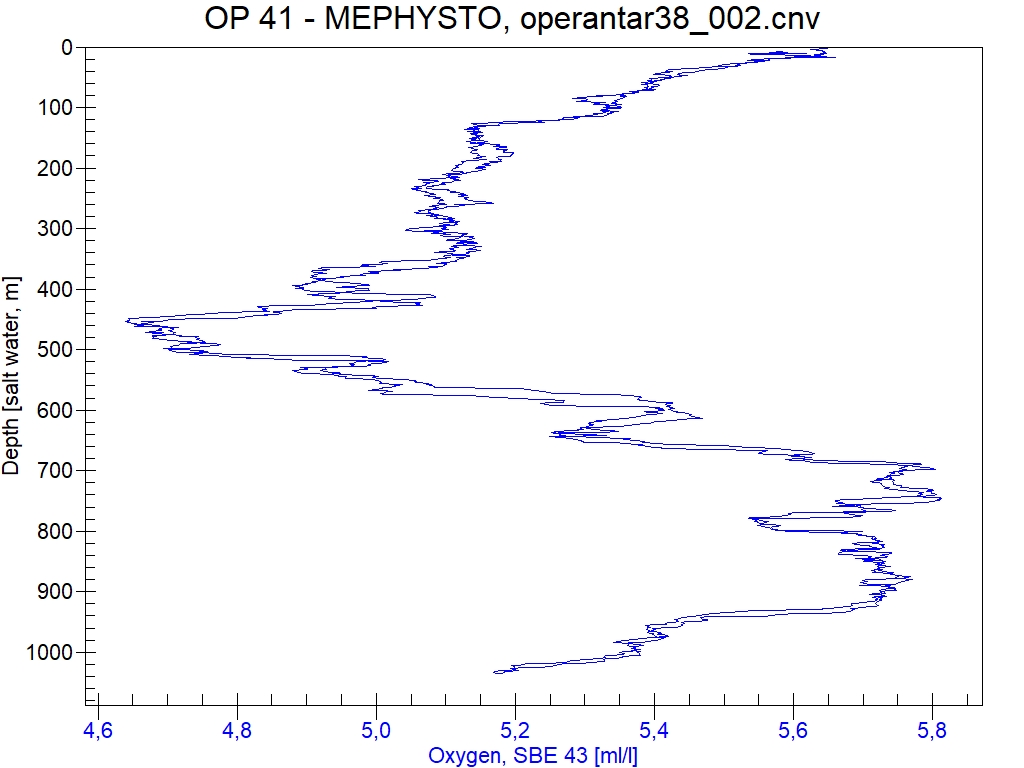 OP 41 - MEPHYSTO, operantar38_002.cnv
0
100
200
300
400
500
600
700
800
900
1000
Depth [salt water, m]
4,6 4,8 5,0 5,2 5,4 5,6 5,8
Oxygen, SBE 43 [ml/l]